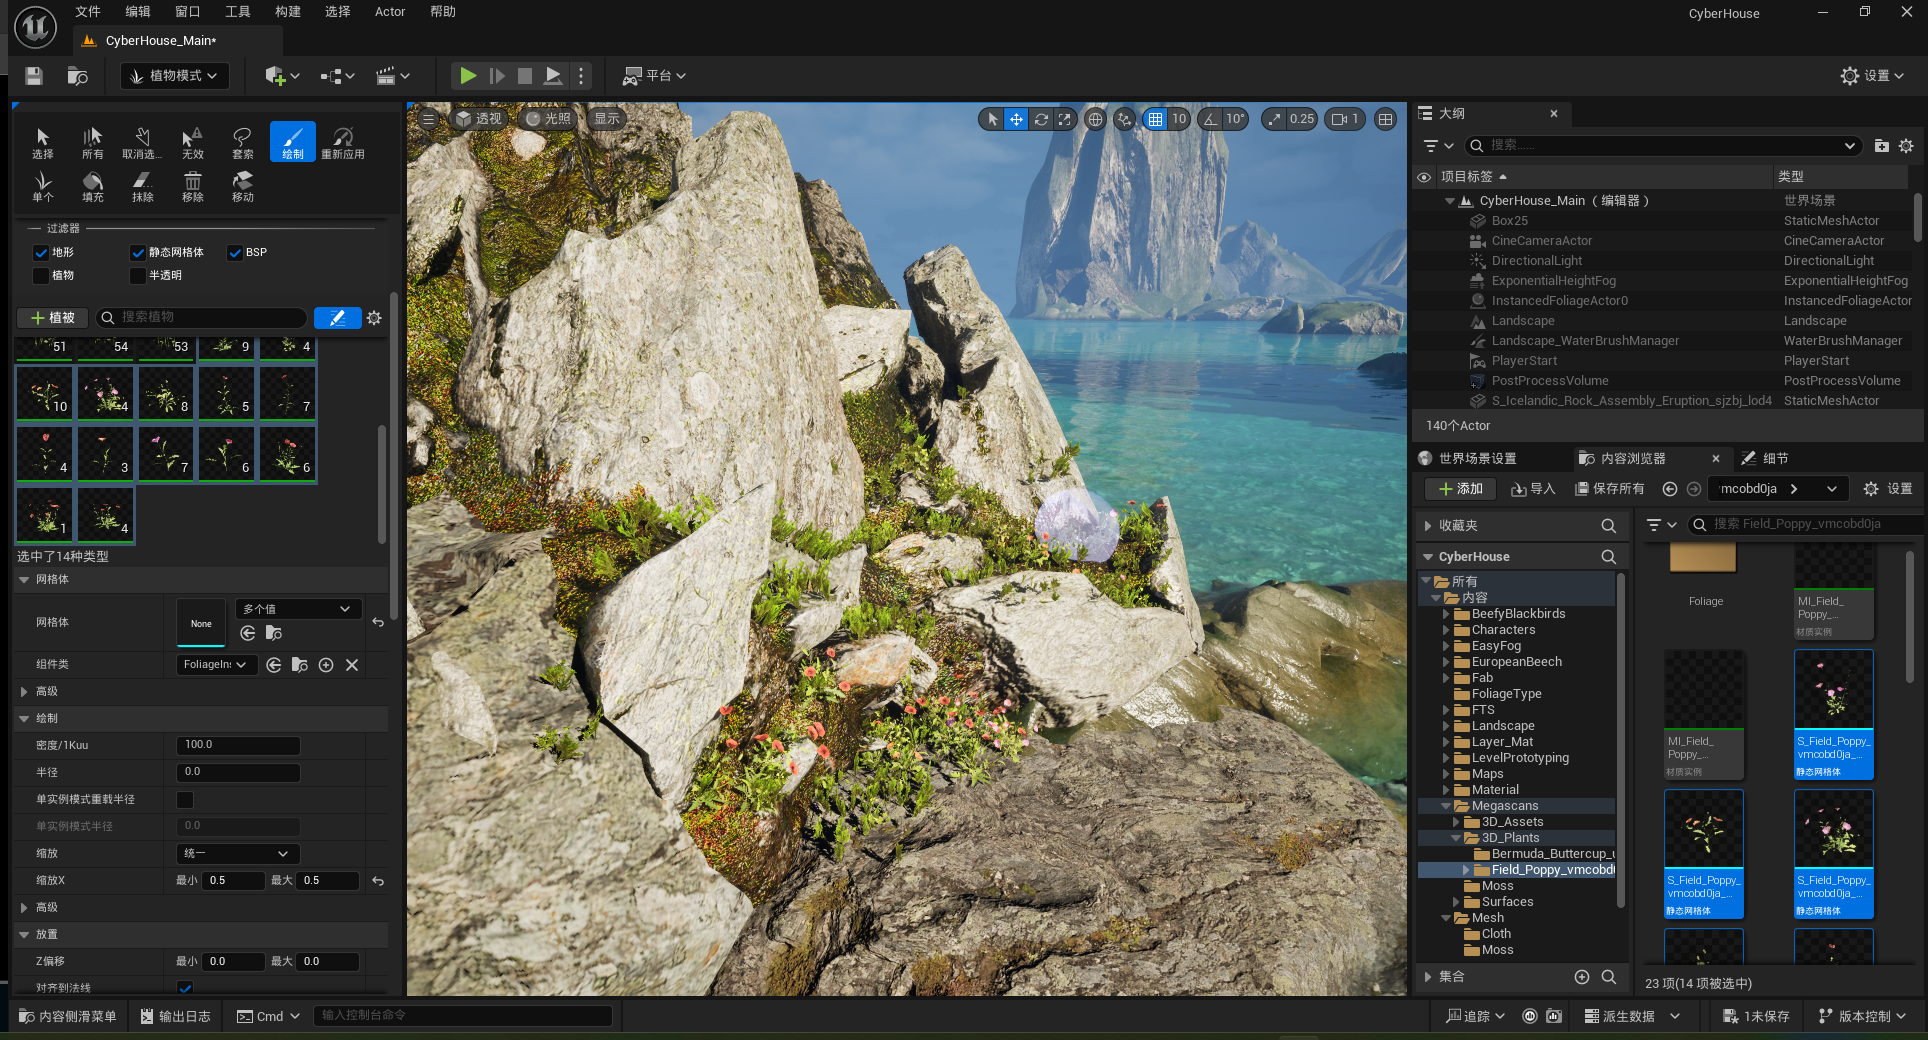 文件 编辑 窗口 工具 构建 选择 Actor 帮助
CyberHouse
CyberHouse_Main*
植物模式
平台
设置
选择 所有 取消选... 无效 套索 绘制 重新应用
单个 填充 抹除 移除 移动
过滤器
地形 静态网格体 BSP
植物 半透明
植被 搜索植物
51 54 53 9 4
10 4 8 5 7
4 3 7 6 6
1 4
选中了14种类型
网格体
网格体 None 多个值
组件类 FoliageIns
高级
绘制
密度/1Kuu 100.0
半径 0.0
单实例模式重载半径
单实例模式半径 0.0
缩放 统一
缩放X 最小 0.5 最大 0.5
高级
放置
Z偏移 最小 0.0 最大 0.0
对齐到法线
透视 光照 显示
10 10° 0.25 1
大纲
搜索......
项目标签 类型
CyberHouse_Main（编辑器） 世界场景
Box25 StaticMeshActor
CineCameraActor CineCameraActor
DirectionalLight DirectionalLight
ExponentialHeightFog ExponentialHeightFog
InstancedFoliageActor0 InstancedFoliageActor
Landscape Landscape
Landscape_WaterBrushManager WaterBrushManager
PlayerStart PlayerStart
PostProcessVolume PostProcessVolume
S_Icelandic_Rock_Assembly_Eruption_sjzbj_lod4 StaticMeshActor
140个Actor
世界场景设置 内容浏览器 细节
添加 导入 保存所有 mcobd0ja 设置
收藏夹
搜索 Field_Poppy_vmcobd0ja
CyberHouse
所有
内容
BeefyBlackbirds
Characters
EasyFog
EuropeanBeech
Fab
FoliageType
FTS
Landscape
Layer_Mat
LevelPrototyping
Maps
Material
Megascans
3D_Assets
3D_Plants
Bermuda_Buttercup_u
Field_Poppy_vmcobd0
Moss
Surfaces
Mesh
Cloth
Moss
集合
Foliage
MI_Field_
Poppy_...
材质实例
MI_Field_
Poppy_...
材质实例
S_Field_Poppy_
vmcobd0ja_...
静态网格体
S_Field_Poppy_
vmcobd0ja_...
静态网格体
S_Field_Poppy_
vmcobd0ja_...
静态网格体
23 项(14 项被选中)
内容侧滑菜单 输出日志 Cmd 输入控制台命令
追踪 派生数据 1未保存 版本控制